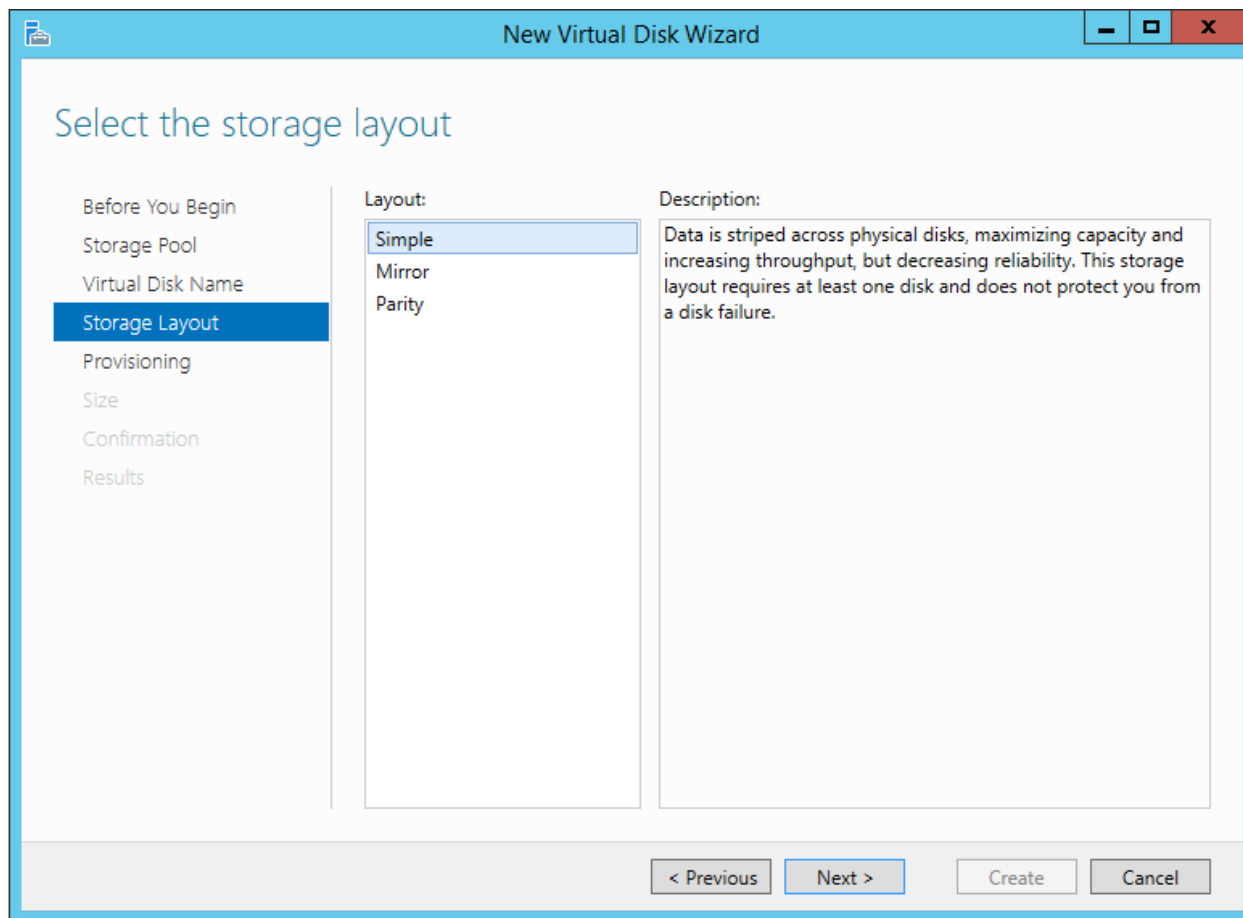 New Virtual Disk Wizard
Select the storage layout
Before You Begin
Storage Pool
Virtual Disk Name
Storage Layout
Provisioning
Size
Confirmation
Results
Layout:
Simple
Mirror
Parity
Description:
Data is striped across physical disks, maximizing capacity and
increasing throughput, but decreasing reliability. This storage
layout requires at least one disk and does not protect you from
a disk failure.
< Previous
Next >
Create
Cancel